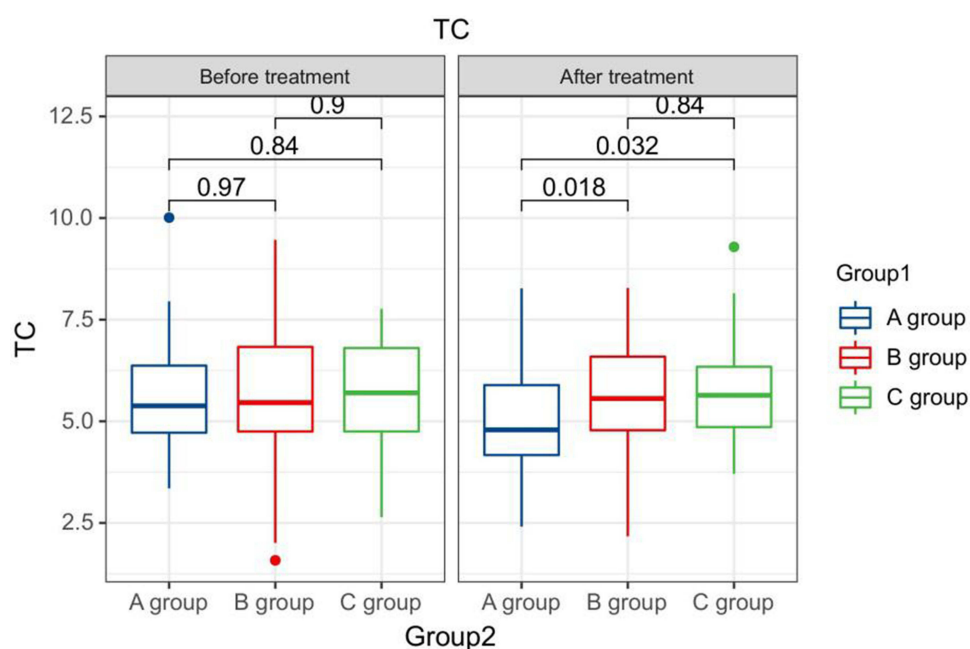 TC
Before treatment
After treatment
12.5
10.0
7.5
5.0
2.5
TC
0.9
0.84
0.97
0.84
0.032
0.018
A group
B group
C group
A group
B group
C group
Group2
Group1
A group
B group
C group